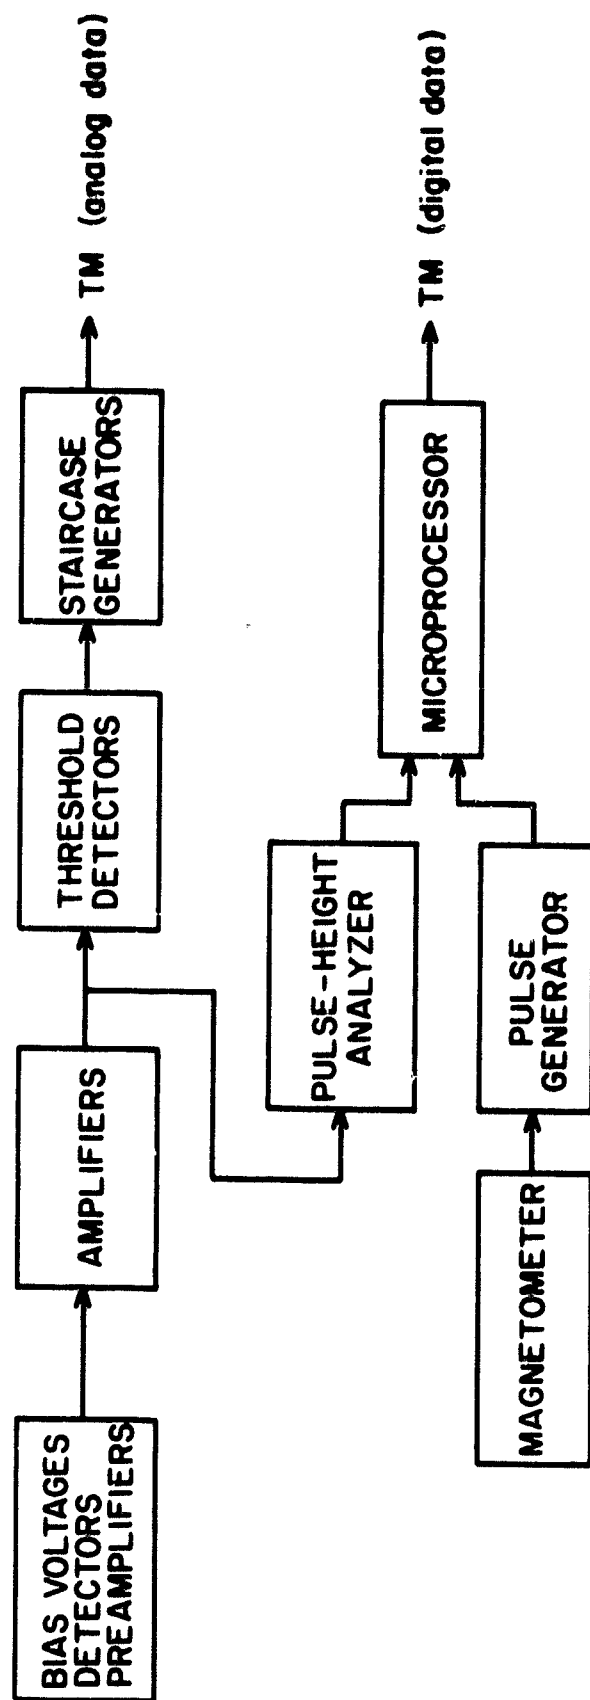 BIAS VOLTAGES
DETECTORS
PREAMPLIFIERS
AMPLIFIERS
THRESHOLD
DETECTORS
STAIRCASE
GENERATORS
TM (analog data)
PULSE-HEIGHT
ANALYZER
MICROPROCESSOR
TM (digital data)
MAGNETOMETER
PULSE
GENERATOR